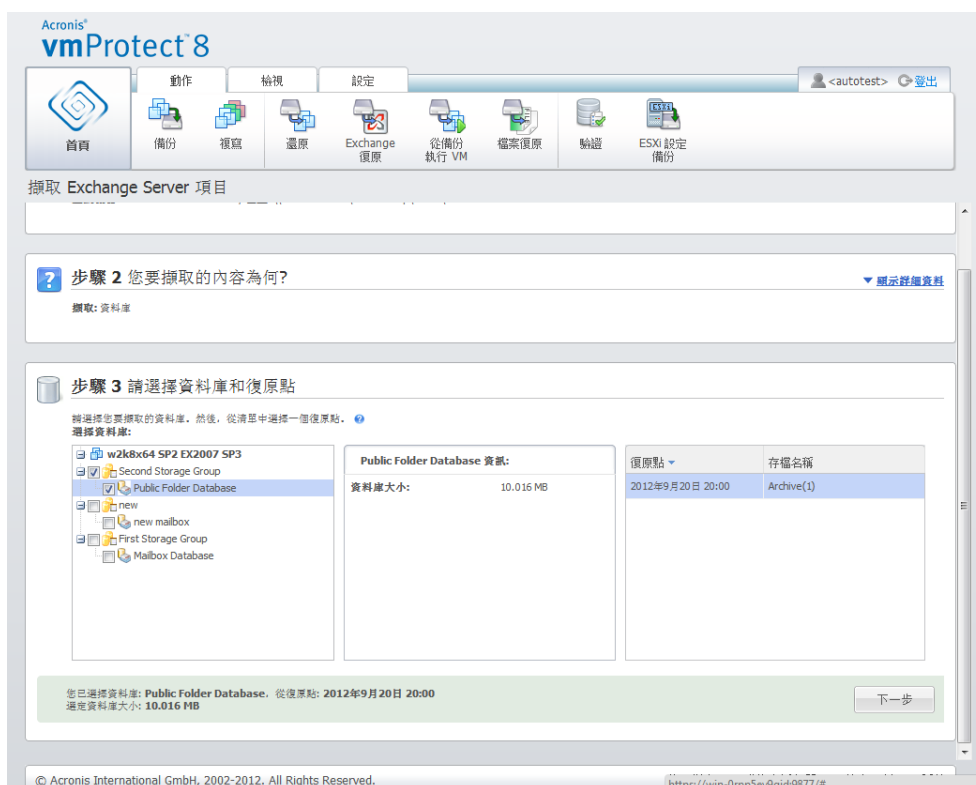 Acronis®
vmProtect™8
動作 檢視 設定
<autotest> 登出
首頁
備份 複寫 還原 Exchange 復原 從備份 執行 VM 檔案復原 驗證 ESXi 設定 備份
擷取 Exchange Server 項目
步驟 2 您要擷取的內容為何?
顯示詳細資料
擷取: 資料庫
步驟 3 請選擇資料庫和復原點
請選擇您要擷取的資料庫。然後，從清單中選擇一個復原點。
選擇資料庫:
w2k8x64 SP2 EX2007 SP3
Second Storage Group
Public Folder Database
new
new mailbox
First Storage Group
Mailbox Database
Public Folder Database 資訊:
資料庫大小: 10.016 MB
復原點 存檔名稱
2012年9月20日 20:00 Archive(1)
您已選擇資料庫: Public Folder Database，從復原點: 2012年9月20日 20:00
選定資料庫大小: 10.016 MB
下一步
© Acronis International GmbH, 2002-2012. All Rights Reserved.